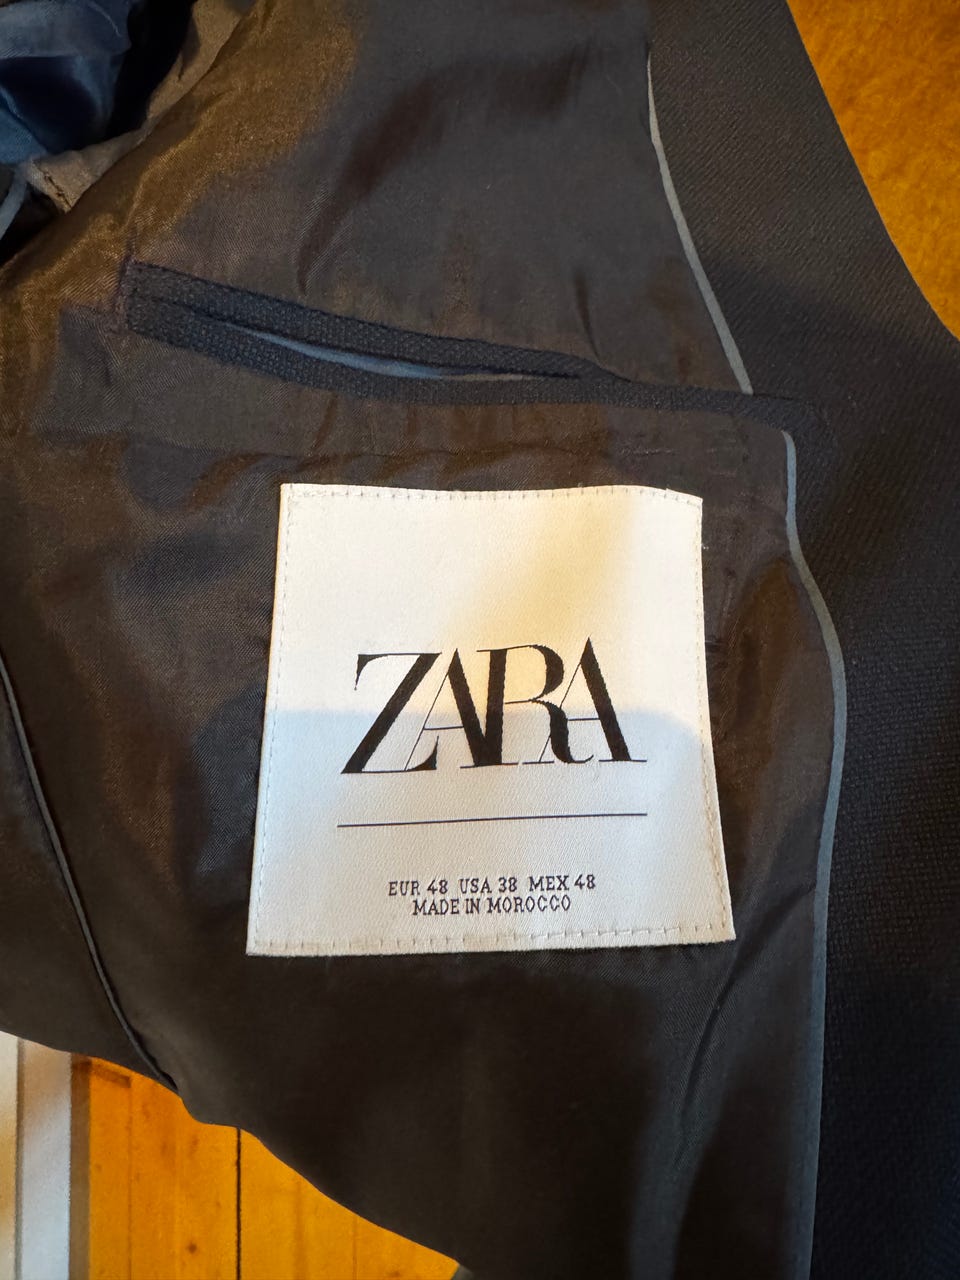 ZARA
EUR 48 USA 38 MEX 48
MADE IN MOROCCO